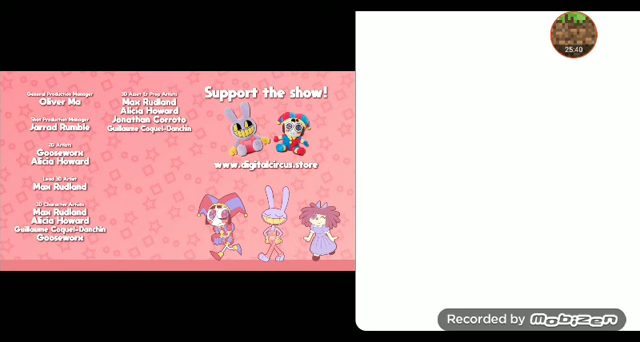 General Production Manager
Oliver Ma
Shot Production Manager
Jarrad Rumble
2D Artists
Gooseworx
Alicia Howard
Lead 3D Artist
Max Rudland
3D Character Artists
Max Rudland
Alicia Howard
Guillaume Coquel-Danchin
Gooseworx
3D Asset & Prop Artists
Max Rudland
Alicia Howard
Jonathan Corroto
Guillaume Coquel-Danchin
Support the show!
www.digitalcircus.store
25:40
Recorded by Mobizen